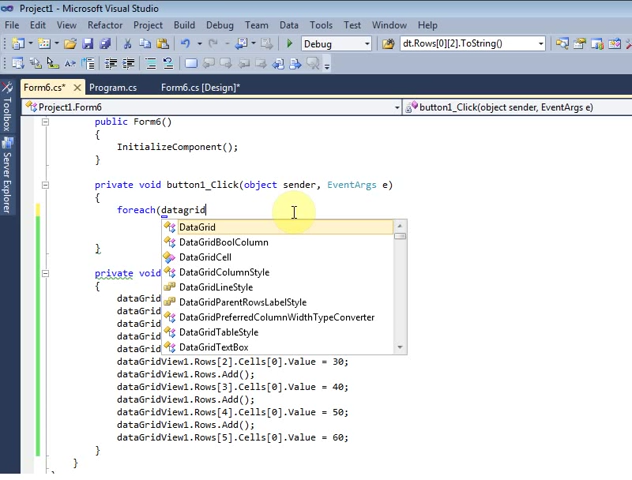 Project1 - Microsoft Visual Studio
File Edit View Refactor Project Build Debug Team Data Tools Test Window Help
Debug dt.Rows[0][2].ToString()
Form6.cs* Program.cs Form6.cs [Design]*
Project1.Form6 button1_Click(object sender, EventArgs e)
Toolbox
Server Explorer
public Form6()
{
InitializeComponent();
}
private void button1_Click(object sender, EventArgs e)
{
foreach(datagrid
DataGrid
DataGridBoolColumn
DataGridCell
DataGridColumnStyle
DataGridLineStyle
DataGridParentRowsLabelStyle
DataGridPreferredColumnWidthTypeConverter
DataGridTableStyle
DataGridTextBox
}
private void
{
dataGrid
dataGrid
dataGrid
dataGrid
dataGrid
dataGridView1.Rows[2].Cells[0].Value = 30;
dataGridView1.Rows.Add();
dataGridView1.Rows[3].Cells[0].Value = 40;
dataGridView1.Rows.Add();
dataGridView1.Rows[4].Cells[0].Value = 50;
dataGridView1.Rows.Add();
dataGridView1.Rows[5].Cells[0].Value = 60;
}
}